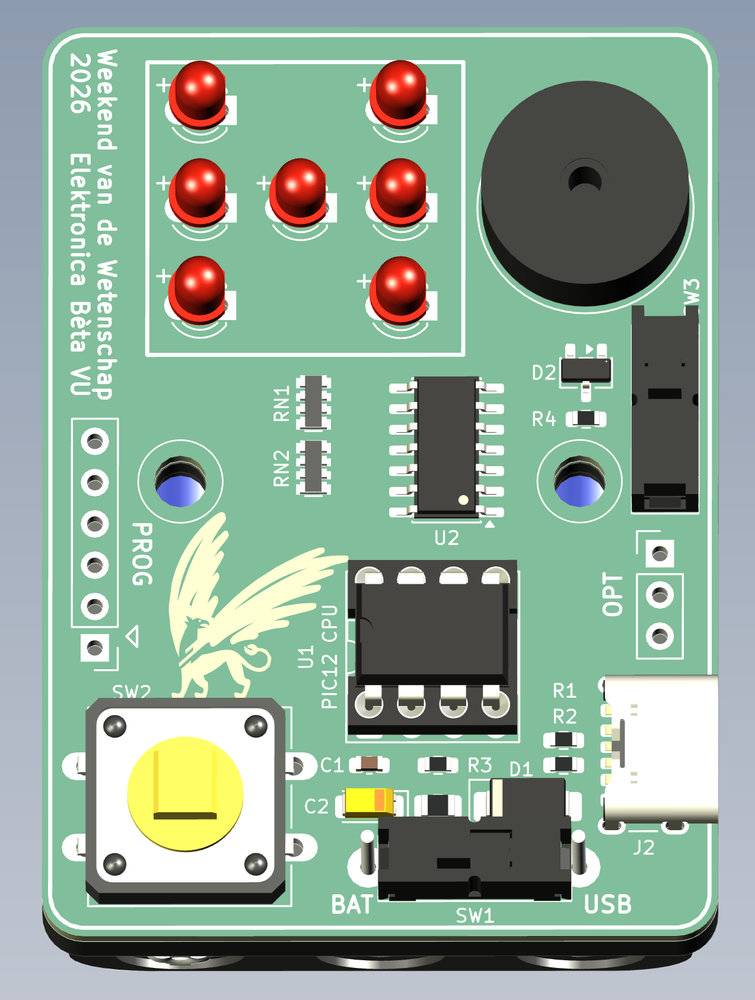 Weekend van de Wetenschap
2026 Elektronica Bèta VU
+ +
+ + +
+ +
W3
D2
R4
RN1
RN2
U2
PROG
OPT
U1
PIC12 CPU
SW2
R1
R2
C1
R3
D1
C2
J2
BAT
USB
SW1